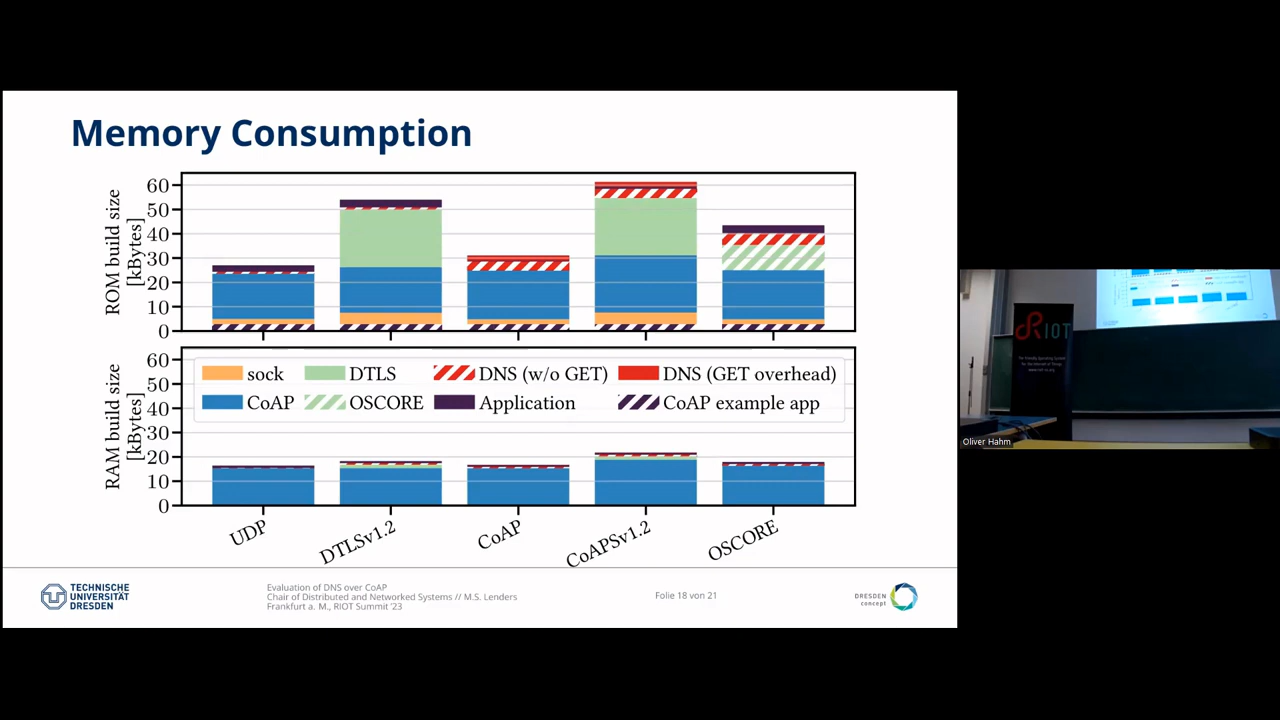 Memory Consumption
ROM build size
[kBytes]
60
50
40
30
20
10
0
RAM build size
[kBytes]
60
50
40
30
20
10
0
sock DTLS DNS (w/o GET) DNS (GET overhead)
CoAP OSCORE Application CoAP example app
UDP DTLSv1.2 CoAP CoAPSv1.2 OSCORE
TECHNISCHE
UNIVERSITÄT
DRESDEN
Evaluation of DNS over CoAP
Chair of Distributed and Networked Systems // M.S. Lenders
Frankfurt a. M., RIOT Summit '23
Folie 18 von 21
DRESDEN
concept
RIOT
Oliver Hahm